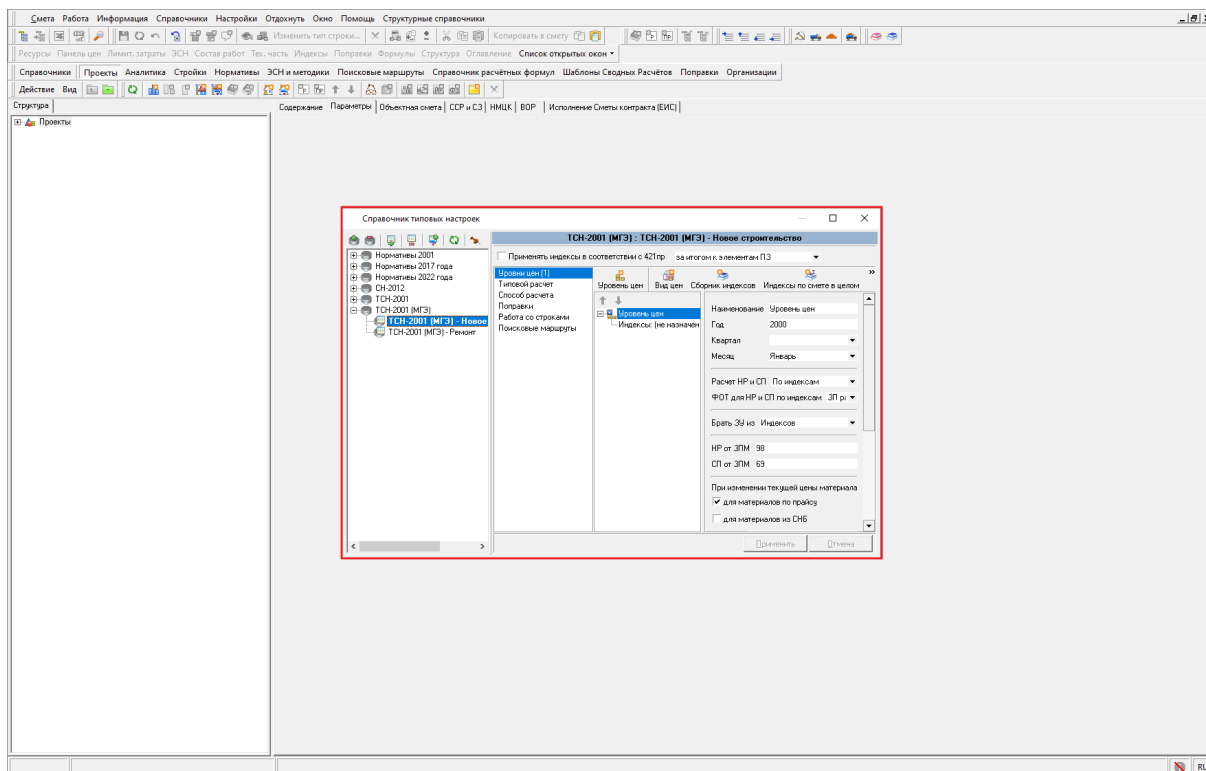 Смета Работа Информация Справочники Настройки Отдохнуть Окно Помощь Структурные справочники
Изменить тип строки... Копировать в смету
Ресурсы Панель цен Лимит. затраты ЭСН Состав работ Тех. часть Индексы Поправки Формулы Структура Оглавление Список открытых окон
Справочники Проекты Аналитика Стройки Нормативы ЭСН и методики Поисковые маршруты Справочник расчётных формул Шаблоны Сводных Расчётов Поправки Организации
Действие Вид
Структура
Содержание Параметры Объектная смета ССР и СЗ НМЦК ВОР Исполнение Сметы контракта (ЕИС)
Проекты
Справочник типовых настроек
ТСН-2001 (МГЭ) : ТСН-2001 (МГЭ) - Новое строительство
Нормативы 2001
Нормативы 2017 года
Нормативы 2022 года
СН-2012
ТСН-2001
ТСН-2001 (МГЭ)
ТСН-2001 (МГЭ) - Новое
ТСН-2001 (МГЭ) - Ремонт
Применять индексы в соответствии с 421пр за итогом к элементам ПЗ
Уровни цен (1)
Типовой расчет
Способ расчета
Поправки
Работа со строками
Поисковые маршруты
Уровень цен Вид цен Сборник индексов Индексы по смете в целом »
Уровень цен
Индексы: (не назначен
Наименование Уровень цен
Год 2000
Квартал
Месяц Январь
Расчет НР и СП По индексам
ФОТ для НР и СП по индексам ЗП р
Брать ЗУ из Индексов
НР от ЗПМ 98
СП от ЗПМ 69
При изменении текущей цены материала
для материалов по прайсу
для материалов из СНБ
Применить Отмена
RU